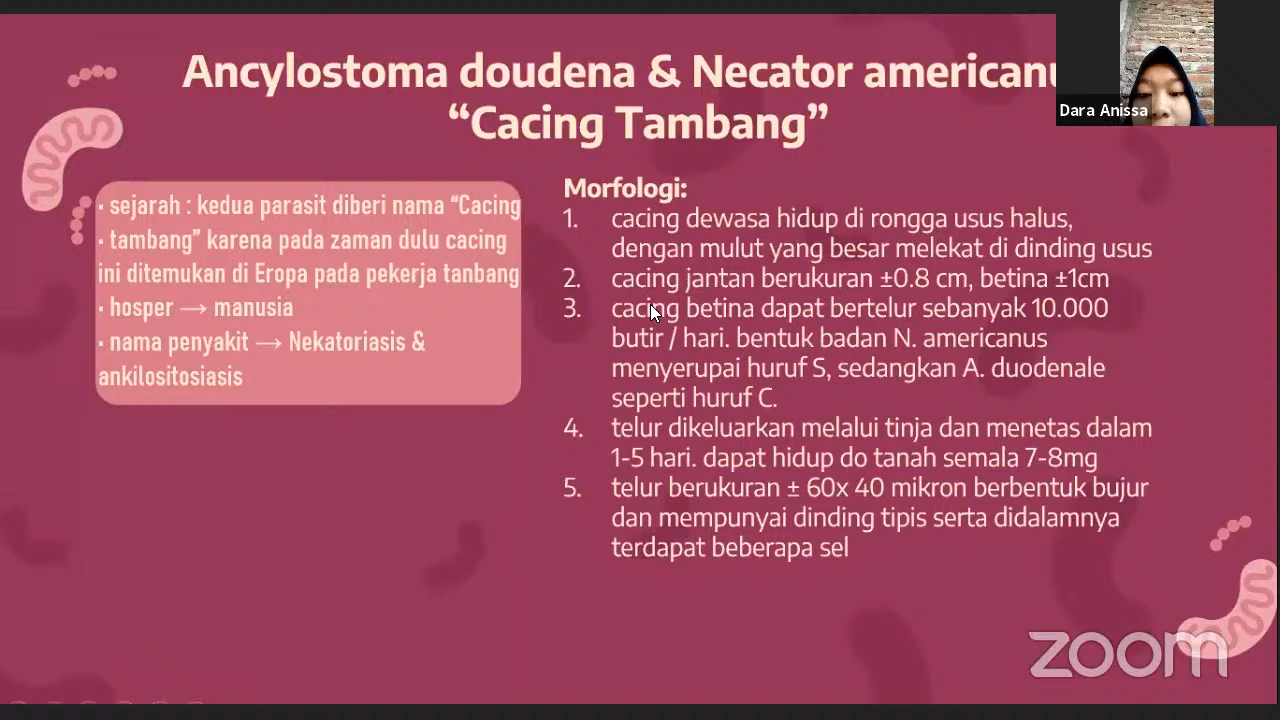 Ancylostoma doudena & Necator americanu
“Cacing Tambang”
Dara Anissa
· sejarah : kedua parasit diberi nama “Cacing
· tambang” karena pada zaman dulu cacing
ini ditemukan di Eropa pada pekerja tanbang
· hosper → manusia
· nama penyakit → Nekatoriasis &
ankilositosiasis
Morfologi:
1. cacing dewasa hidup di rongga usus halus,
dengan mulut yang besar melekat di dinding usus
2. cacing jantan berukuran ±0.8 cm, betina ±1cm
3. cacing betina dapat bertelur sebanyak 10.000
butir / hari. bentuk badan N. americanus
menyerupai huruf S, sedangkan A. duodenale
seperti huruf C.
4. telur dikeluarkan melalui tinja dan menetas dalam
1-5 hari. dapat hidup do tanah semala 7-8mg
5. telur berukuran ± 60x 40 mikron berbentuk bujur
dan mempunyai dinding tipis serta didalamnya
terdapat beberapa sel
zoom